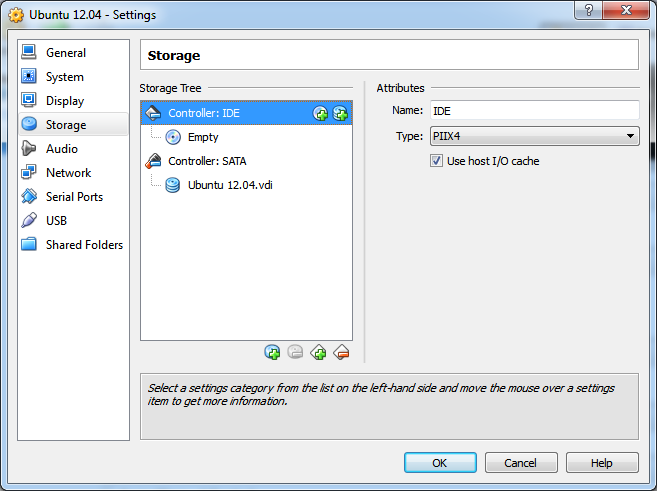 Ubuntu 12.04 - Settings
General
System
Display
Storage
Audio
Network
Serial Ports
USB
Shared Folders
Storage
Storage Tree
Controller: IDE
Empty
Controller: SATA
Ubuntu 12.04.vdi
Attributes
Name: IDE
Type: PIIX4
Use host I/O cache
Select a settings category from the list on the left-hand side and move the mouse over a settings
item to get more information.
OK Cancel Help